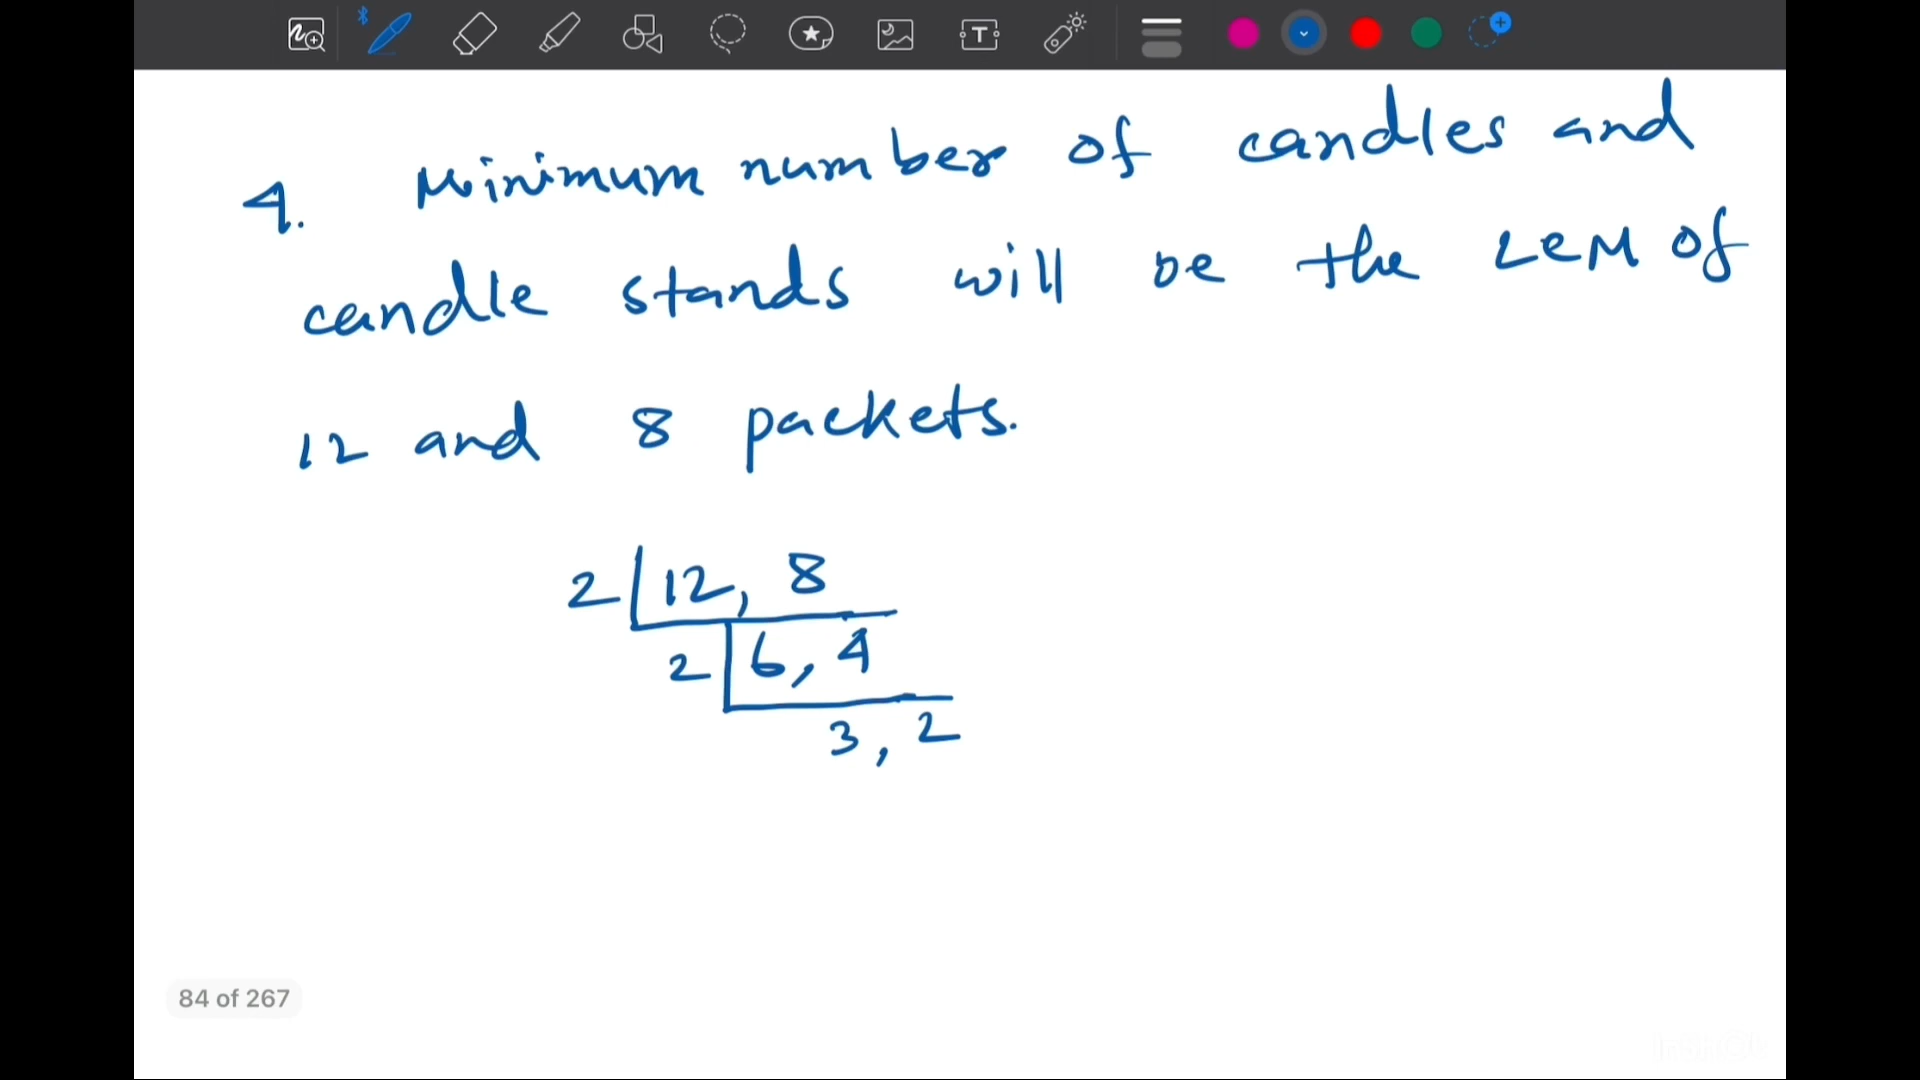 4. Minimum number of candles and
candle stands will be the LCM of
12 and 8 packets.
2 12, 8
2 6, 4
3, 2
84 of 267